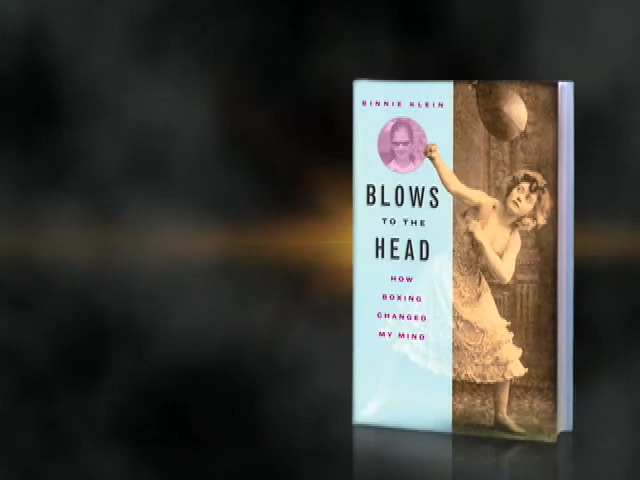 BINNIE KLEIN
BLOWS
TO THE
HEAD
HOW
BOXING
CHANGED
MY MIND